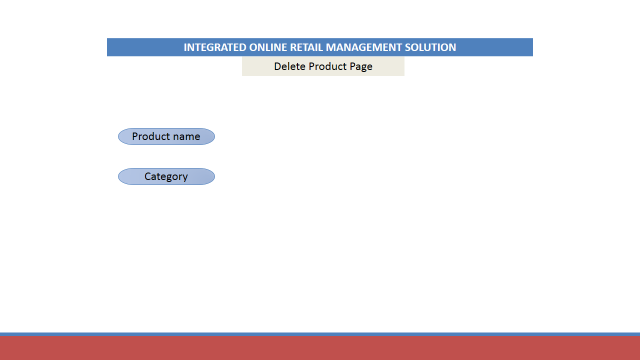 INTEGRATED ONLINE RETAIL MANAGEMENT SOLUTION
Delete Product Page
Product name
Category